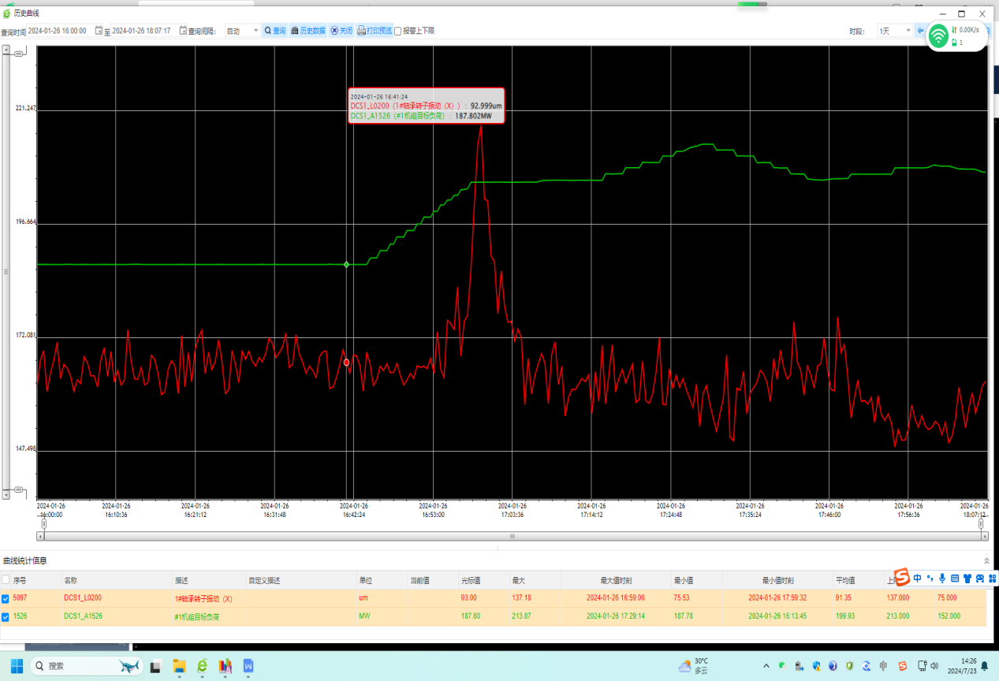 历史曲线
查询时间 2024-01-26 16:00:00 至 2024-01-26 18:07:17 查询间隔: 自动 查询 历史数据 关闭 打印预览 报警上下限 时段: 1天
0.00K/s
1
221.247
196.664
172.081
147.498
2024-01-26 16:41:24
DCS1_L0200（1#轴承转子振动（X））: 92.999um
DCS1_A1526（#1机组目标负荷）: 187.802MW
2024-01-26 2024-01-26 2024-01-26 2024-01-26 2024-01-26 2024-01-26 2024-01-26 2024-01-26 2024-01-26 2024-01-26 2024-01-26 2024-01-26 2024-01-26
16:00:00 16:10:36 16:21:12 16:31:48 16:42:24 16:53:00 17:03:36 17:14:12 17:24:48 17:35:24 17:46:00 17:56:36 18:07:12
曲线统计信息
序号 名称 描述 自定义描述 单位 当前值 光标值 最大 最大值时刻 最小值 最小值时刻 平均值 上
5097 DCS1_L0200 1#轴承转子振动（X） um 93.00 137.18 2024-01-26 16:59:06 75.53 2024-01-26 17:59:32 91.35 137.000 75.000
1526 DCS1_A1526 #1机组目标负荷 MW 187.80 213.87 2024-01-26 17:29:14 187.78 2024-01-26 16:13:45 199.93 213.000 152.000
中
搜索
30°C
多云
中
14:26
2024/7/23